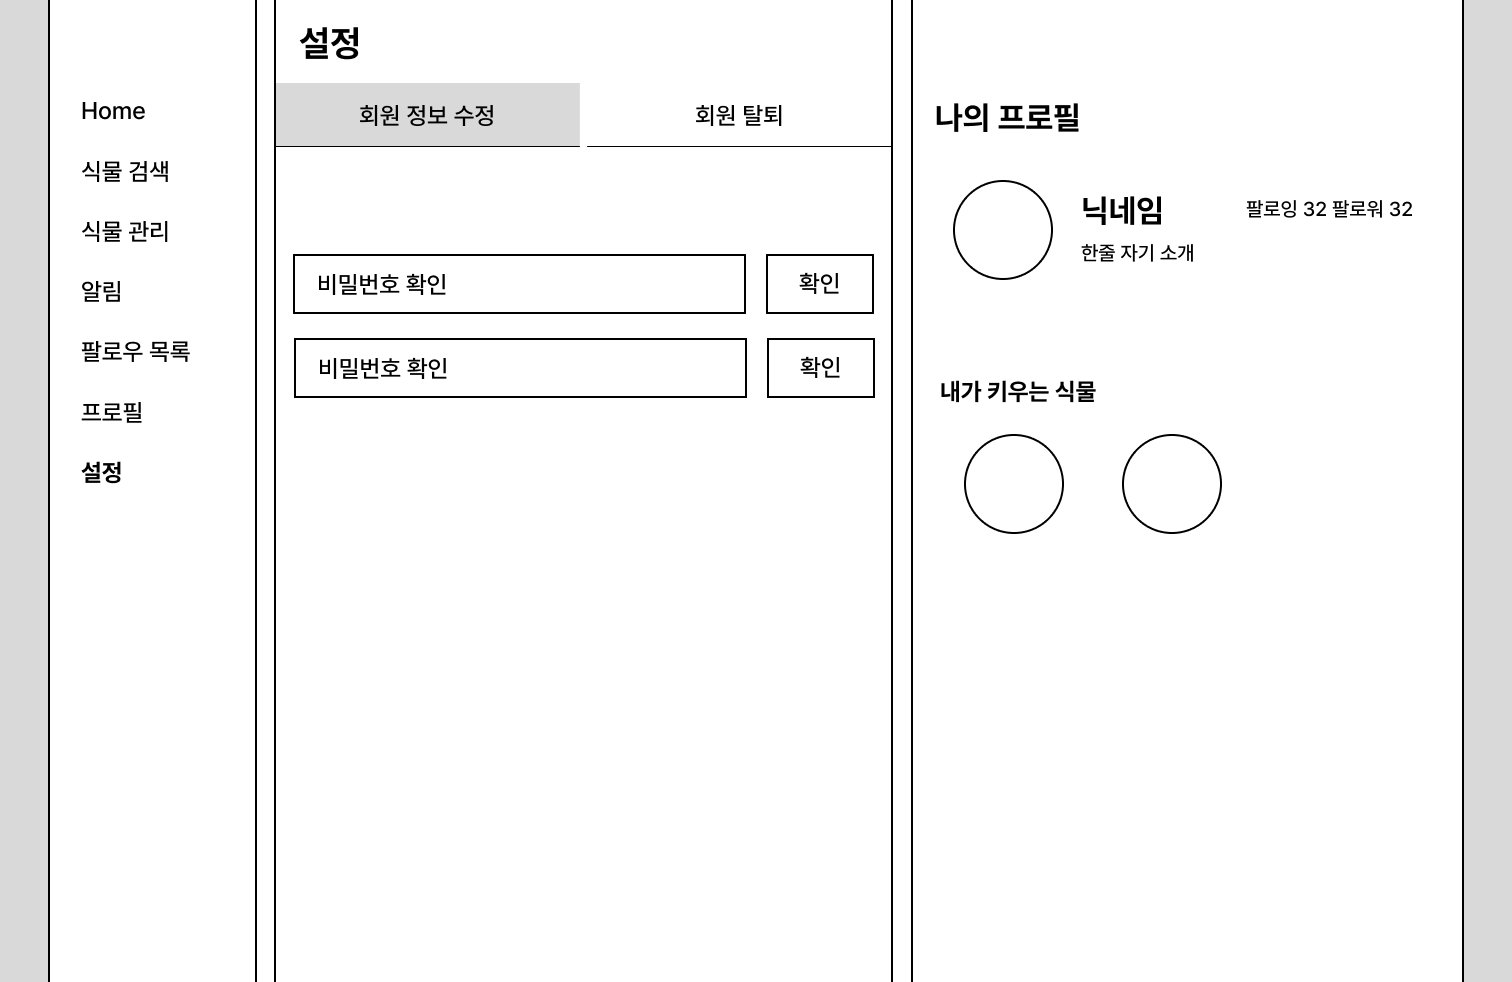 Home
식물 검색
식물 관리
알림
팔로우 목록
프로필
설정
설정
회원 정보 수정
회원 탈퇴
비밀번호 확인
확인
비밀번호 확인
확인
나의 프로필
닉네임
팔로잉 32 팔로워 32
한줄 자기 소개
내가 키우는 식물